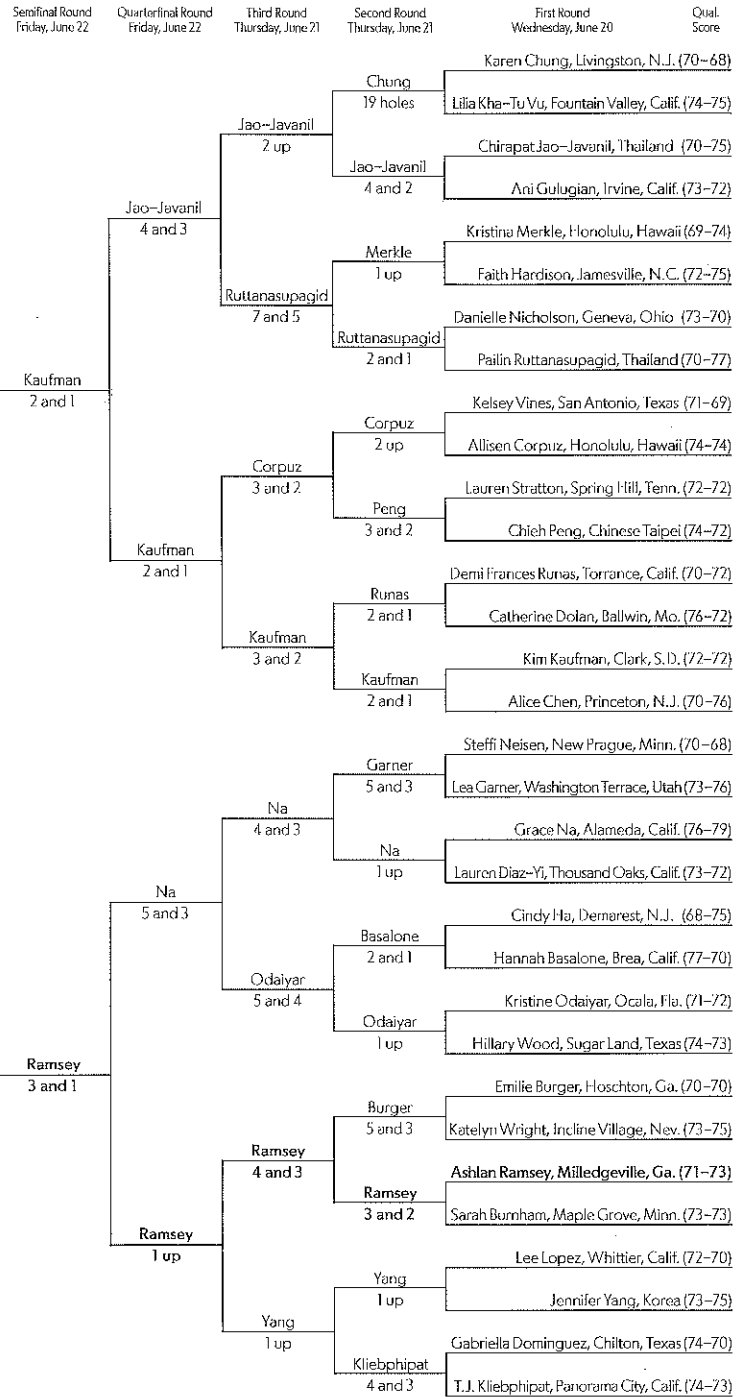 Semifinal Round
Friday, June 22
Quarterfinal Round
Friday, June 22
Third Round
Thursday, June 21
Second Round
Thursday, June 21
First Round
Wednesday, June 20
Qual.
Score
Karen Chung, Livingston, N.J. (70-68)
Chung
19 holes
Lilia Kha-Tu Vu, Fountain Valley, Calif. (74-75)
Jao-Javanil
2 up
Chirapat Jao-Javanil, Thailand (70-75)
Jao-Javanil
4 and 2
Ani Gulugian, Irvine, Calif. (73-72)
Jao-Javanil
4 and 3
Kristina Merkle, Honolulu, Hawaii (69-74)
Merkle
1 up
Faith Hardison, Jamesville, N.C. (72-75)
Ruttanasupagid
7 and 5
Danielle Nicholson, Geneva, Ohio (73-70)
Ruttanasupagid
2 and 1
Pailin Ruttanasupagid, Thailand (70-77)
Kaufman
2 and 1
Kelsey Vines, San Antonio, Texas (71-69)
Corpuz
2 up
Allisen Corpuz, Honolulu, Hawaii (74-74)
Corpuz
3 and 2
Lauren Stratton, Spring Hill, Tenn. (72-72)
Peng
3 and 2
Chieh Peng, Chinese Taipei (74-72)
Kaufman
2 and 1
Demi Frances Runas, Torrance, Calif. (70-72)
Runas
2 and 1
Catherine Dolan, Ballwin, Mo. (76-72)
Kaufman
3 and 2
Kim Kaufman, Clark, S.D. (72-72)
Kaufman
2 and 1
Alice Chen, Princeton, N.J. (70-76)
Steffi Neisen, New Prague, Minn. (70-68)
Garner
5 and 3
Lea Garner, Washington Terrace, Utah (73-76)
Na
4 and 3
Grace Na, Alameda, Calif. (76-79)
Na
1 up
Lauren Diaz-Yi, Thousand Oaks, Calif. (73-72)
Na
5 and 3
Cindy Ha, Demarest, N.J. (68-75)
Basalone
2 and 1
Hannah Basalone, Brea, Calif. (77-70)
Odaiyar
5 and 4
Kristine Odaiyar, Ocala, Fla. (71-72)
Odaiyar
1 up
Hillary Wood, Sugar Land, Texas (74-73)
Ramsey
3 and 1
Emilie Burger, Hoschton, Ga. (70-70)
Burger
5 and 3
Katelyn Wright, Incline Village, Nev. (73-75)
Ramsey
4 and 3
Ashlan Ramsey, Milledgeville, Ga. (71-73)
Ramsey
3 and 2
Sarah Burnham, Maple Grove, Minn. (73-73)
Ramsey
1 up
Lee Lopez, Whittier, Calif. (72-70)
Yang
1 up
Jennifer Yang, Korea (73-75)
Yang
1 up
Gabriella Dominguez, Chilton, Texas (74-70)
Kliebphipat
4 and 3
T.J. Kliebphipat, Panorama City, Calif. (74-73)